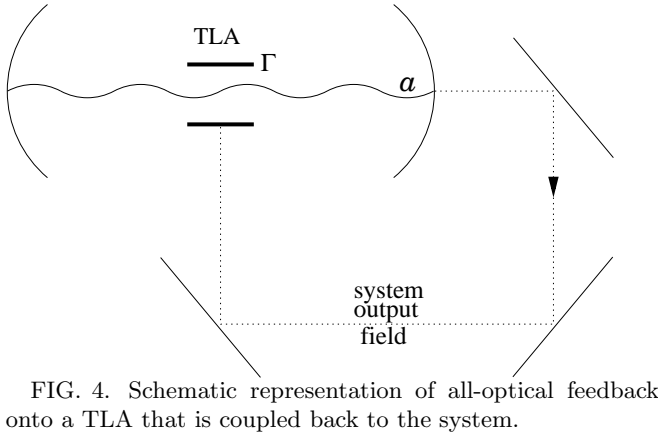 TLA
Γ
a
system
output
field
FIG. 4. Schematic representation of all-optical feedback
onto a TLA that is coupled back to the system.